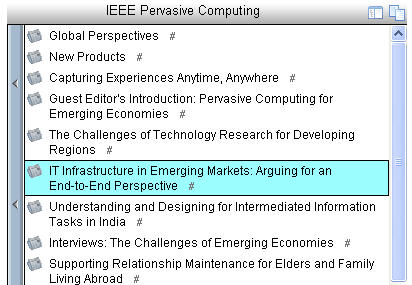 IEEE Pervasive Computing
Global Perspectives #
New Products #
Capturing Experiences Anytime, Anywhere #
Guest Editor's Introduction: Pervasive Computing for
Emerging Economies #
The Challenges of Technology Research for Developing
Regions #
IT Infrastructure in Emerging Markets: Arguing for an
End-to-End Perspective #
Understanding and Designing for Intermediated Information
Tasks in India #
Interviews: The Challenges of Emerging Economies #
Supporting Relationship Maintenance for Elders and Family
Living Abroad #